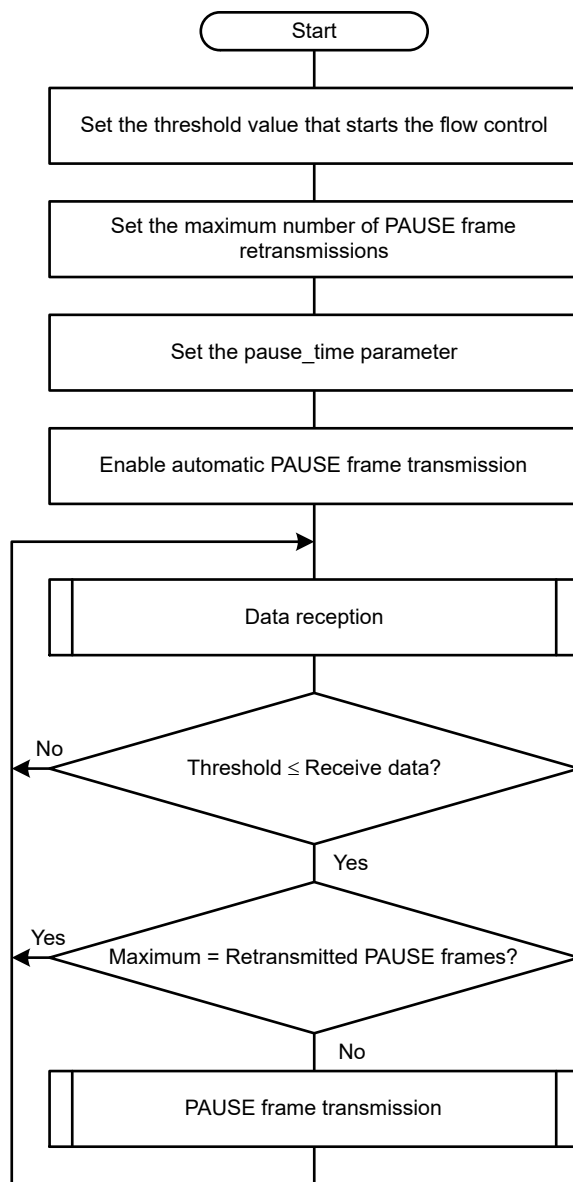 Start
Set the threshold value that starts the flow control
Set the maximum number of PAUSE frame
retransmissions
Set the pause_time parameter
Enable automatic PAUSE frame transmission
Data reception
No
Threshold ≤ Receive data?
Yes
Yes
Maximum = Retransmitted PAUSE frames?
No
PAUSE frame transmission